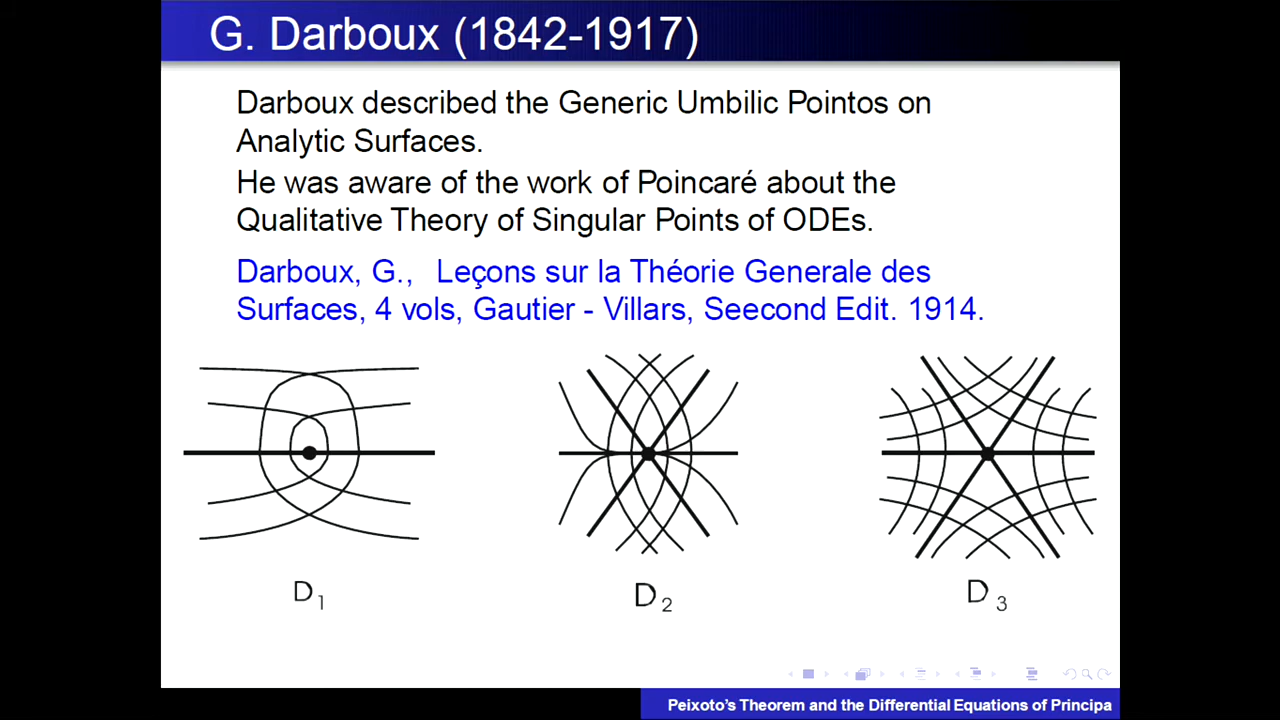 G. Darboux (1842-1917)
Darboux described the Generic Umbilic Pointos on
Analytic Surfaces.
He was aware of the work of Poincaré about the
Qualitative Theory of Singular Points of ODEs.
Darboux, G., Leçons sur la Théorie Generale des
Surfaces, 4 vols, Gautier - Villars, Seecond Edit. 1914.
D1 D2 D3
Peixoto's Theorem and the Differential Equations of Principa